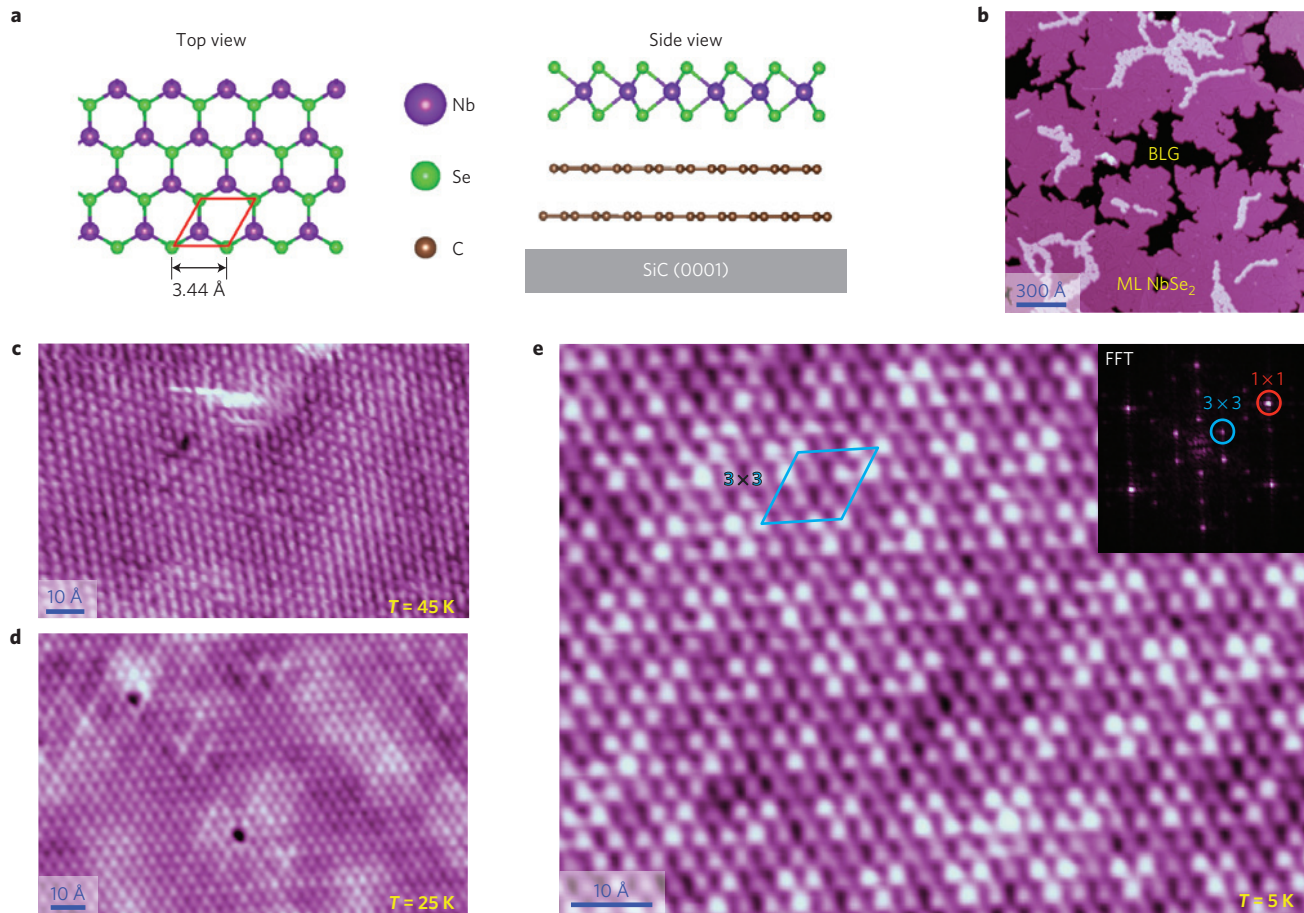 a
Top view
Side view
Nb
Se
C
3.44 Å
SiC (0001)
b
BLG
ML NbSe₂
300 Å
c
10 Å
T = 45 K
d
10 Å
T = 25 K
e
FFT
1 × 1
3 × 3
3 × 3
10 Å
T = 5 K